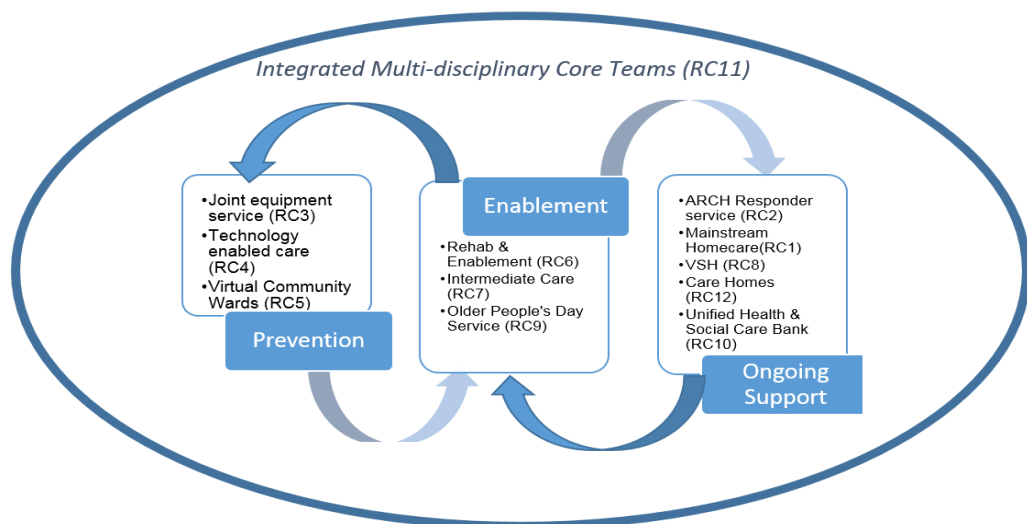 Integrated Multi-disciplinary Core Teams (RC11)
•Joint equipment
service (RC3)
•Technology
enabled care
(RC4)
•Virtual Community
Wards (RC5)
Prevention
Enablement
•Rehab &
Enablement (RC6)
•Intermediate Care
(RC7)
•Older People's Day
Service (RC9)
•ARCH Responder
service (RC2)
•Mainstream
Homecare(RC1)
•VSH (RC8)
•Care Homes
(RC12)
•Unified Health &
Social Care Bank
(RC10)
Ongoing
Support